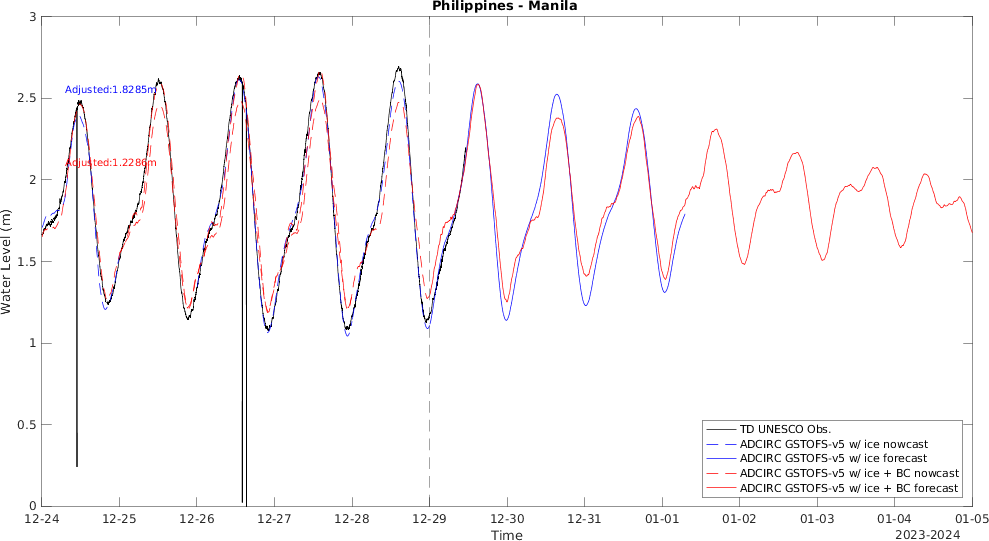 Philippines - Manila
3
2.5
2
1.5
1
0.5
0
Water Level (m)
Adjusted:1.8285m
Adjusted:1.2286m
TD UNESCO Obs.
ADCIRC GSTOFS-v5 w/ ice nowcast
ADCIRC GSTOFS-v5 w/ ice forecast
ADCIRC GSTOFS-v5 w/ ice + BC nowcast
ADCIRC GSTOFS-v5 w/ ice + BC forecast
12-24 12-25 12-26 12-27 12-28 12-29 12-30 12-31 01-01 01-02 01-03 01-04 01-05
Time
2023-2024